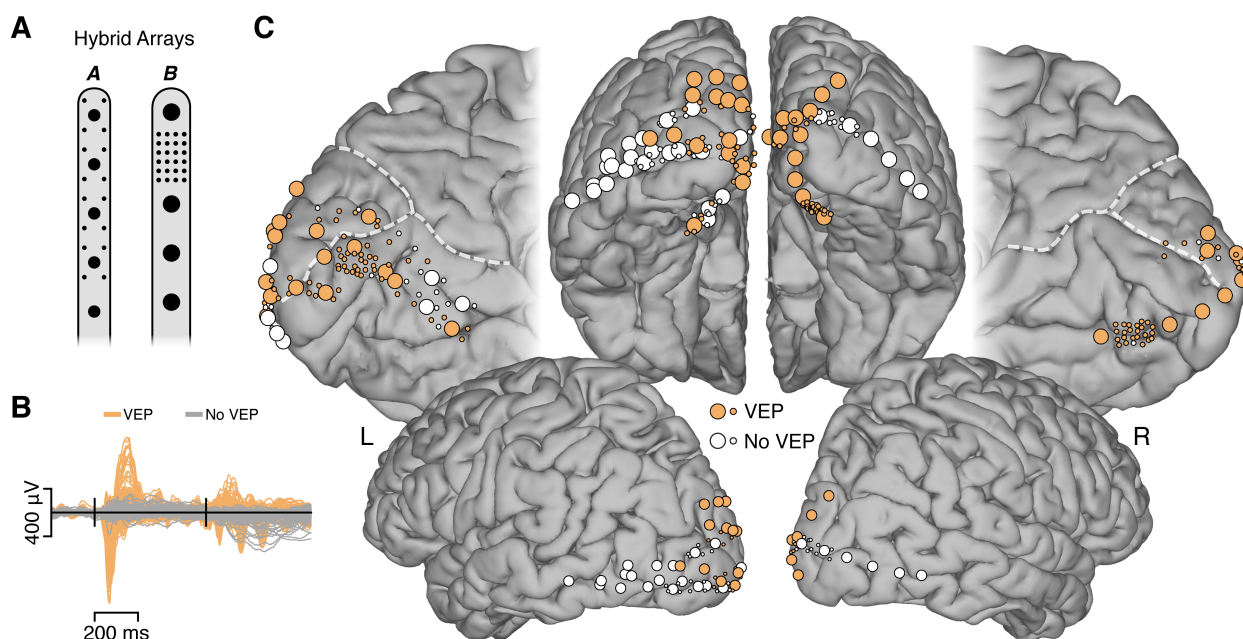 A
Hybrid Arrays
A
B
C
B
VEP
No VEP
400 µV
200 ms
L
VEP
No VEP
R